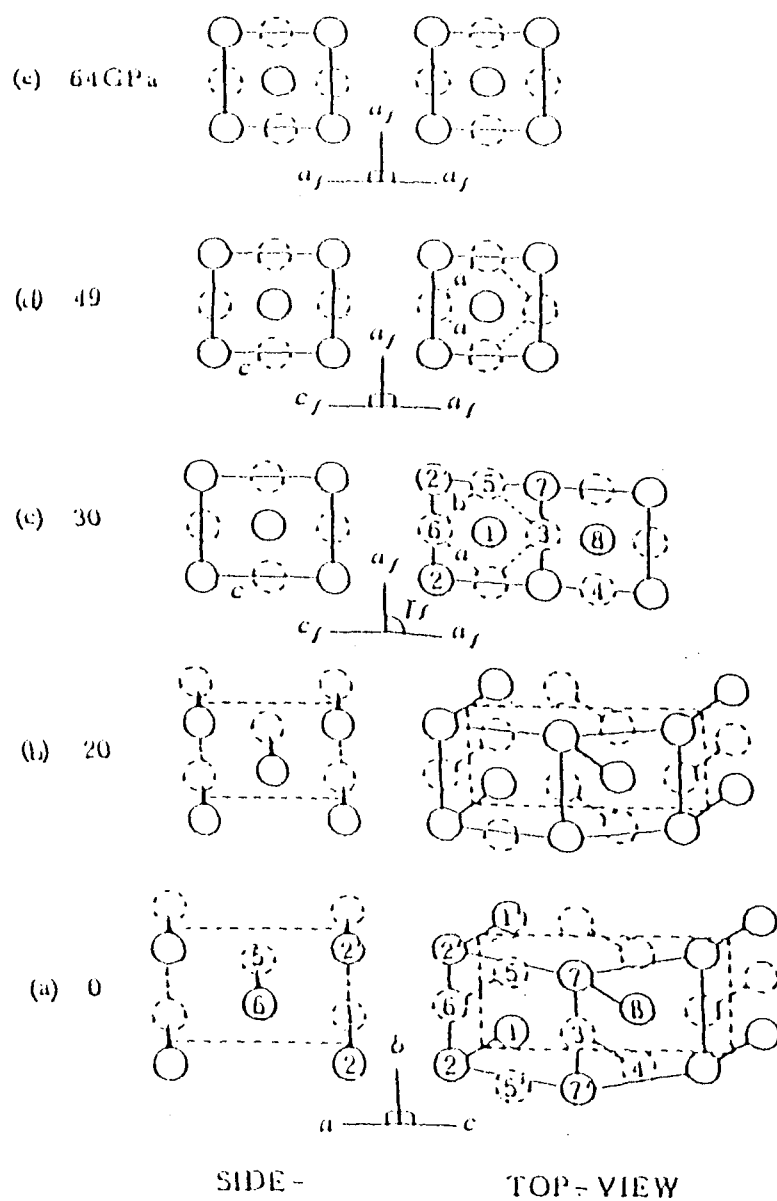 (e) 64GPa
a_f
a_f a_f
(d) 49
a
a
c
a_f
c_f a_f
(c) 30
2' 5 7
b
6 1 3 8
a
2 4
c
a_f
γ_f
c_f a_f
(b) 20
(a) 0
1'
5 2' 2' 7
5
6 6 8
1 3
2 2 4
5' 7'
b
a c
SIDE- TOP-VIEW